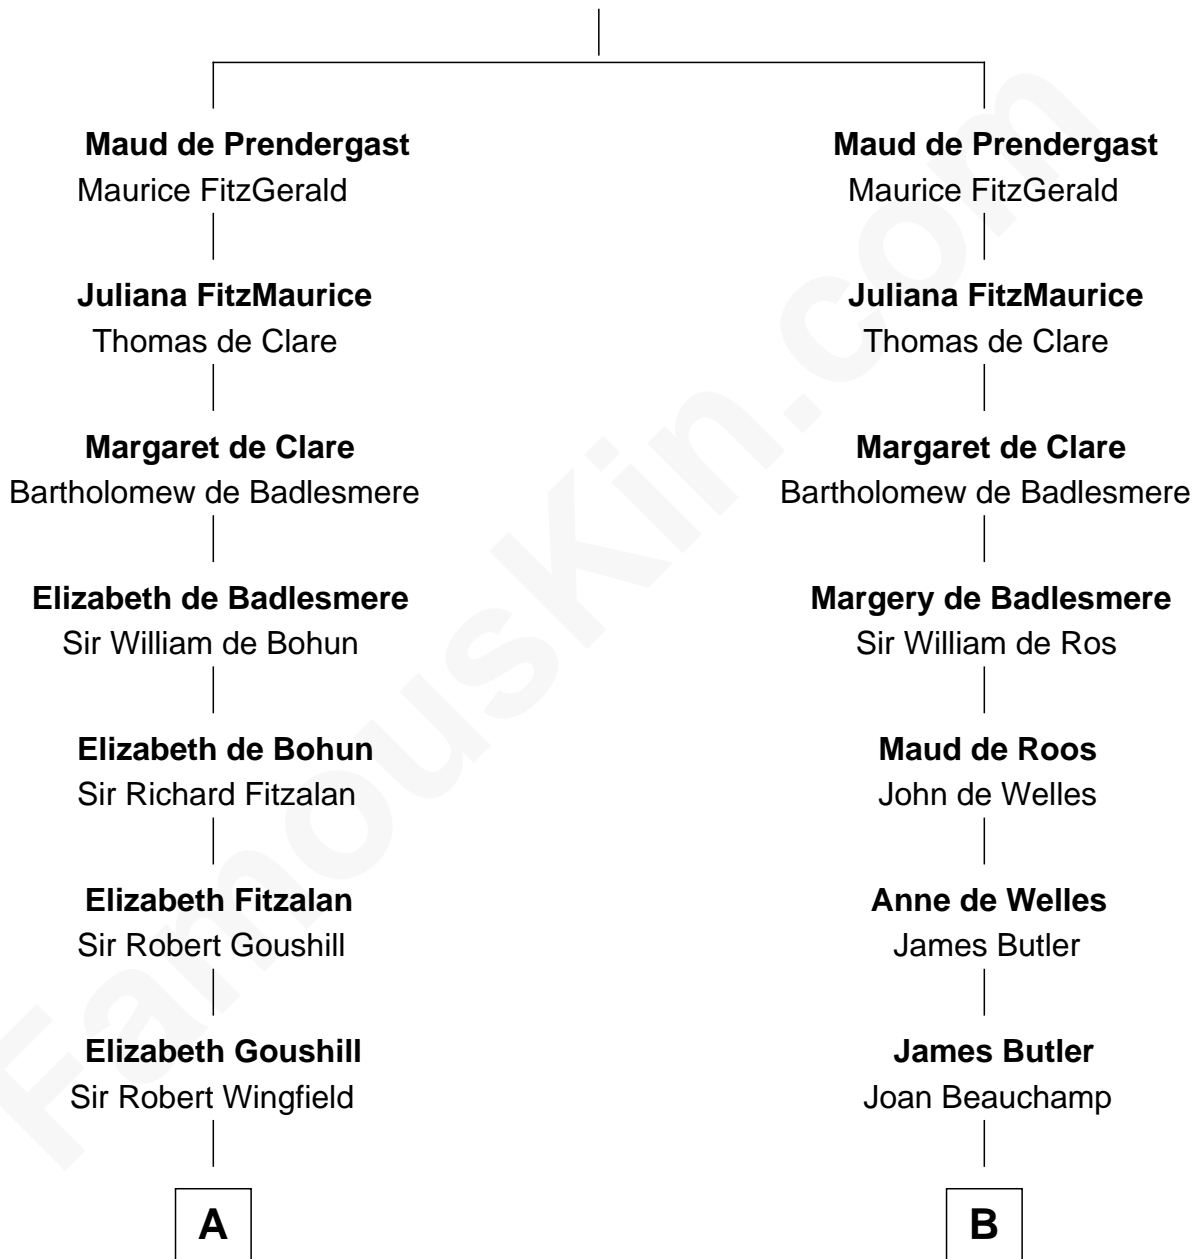 Maud de Prendergast
Maurice FitzGerald
Juliana FitzMaurice
Thomas de Clare
Margaret de Clare
Bartholomew de Badlesmere
Elizabeth de Badlesmere
Sir William de Bohun
Elizabeth de Bohun
Sir Richard Fitzalan
Elizabeth Fitzalan
Sir Robert Goushill
Elizabeth Goushill
Sir Robert Wingfield
A
Maud de Prendergast
Maurice FitzGerald
Juliana FitzMaurice
Thomas de Clare
Margaret de Clare
Bartholomew de Badlesmere
Margery de Badlesmere
Sir William de Ros
Maud de Roos
John de Welles
Anne de Welles
James Butler
James Butler
Joan Beauchamp
B
FamousKin.com